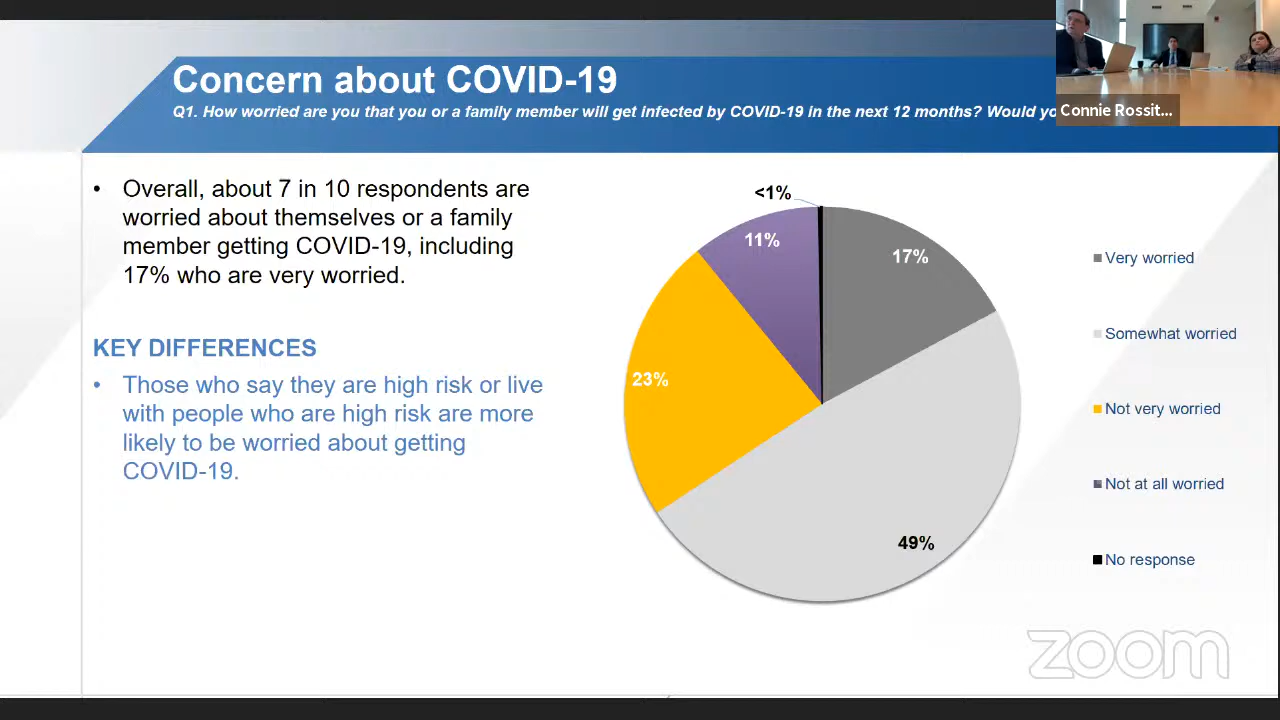 Concern about COVID-19
Q1. How worried are you that you or a family member will get infected by COVID-19 in the next 12 months? Would yo
Connie Rossit...
• Overall, about 7 in 10 respondents are
worried about themselves or a family
member getting COVID-19, including
17% who are very worried.
KEY DIFFERENCES
• Those who say they are high risk or live
with people who are high risk are more
likely to be worried about getting
COVID-19.
<1%
11%
17%
23%
49%
Very worried
Somewhat worried
Not very worried
Not at all worried
No response
zoom